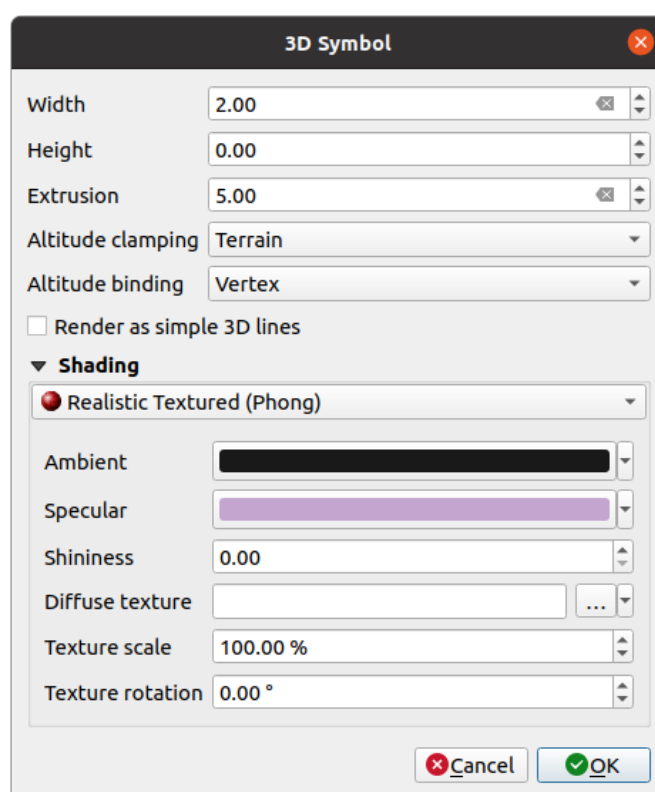 3D Symbol
Width 2.00
Height 0.00
Extrusion 5.00
Altitude clamping Terrain
Altitude binding Vertex
Render as simple 3D lines
Shading
Realistic Textured (Phong)
Ambient
Specular
Shininess 0.00
Diffuse texture ...
Texture scale 100.00 %
Texture rotation 0.00 °
Cancel OK